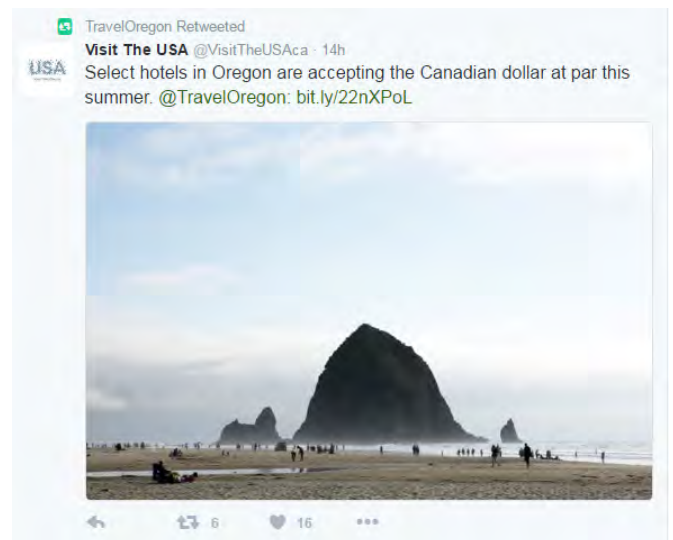 TravelOregon Retweeted
Visit The USA @VisitTheUSAca · 14h
USA
Select hotels in Oregon are accepting the Canadian dollar at par this
summer. @TravelOregon: bit.ly/22nXPoL
6 16